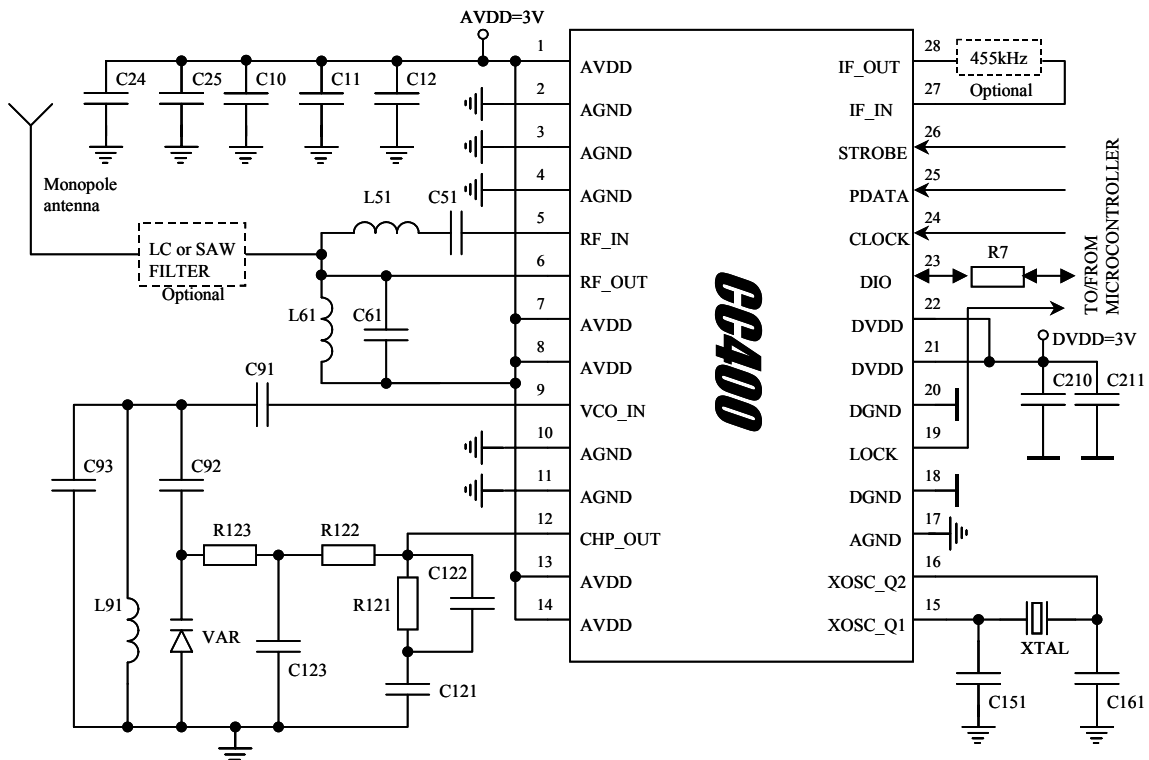 AVDD=3V
C24
C25
C10
C11
C12
Monopole
antenna
LC or SAW
FILTER
Optional
L51
C51
L61
C61
C91
C93
C92
R123
R122
L91
VAR
C123
R121
C122
C121
1
AVDD
2
AGND
3
AGND
4
AGND
5
RF_IN
6
RF_OUT
7
AVDD
8
AVDD
9
VCO_IN
10
AGND
11
AGND
12
CHP_OUT
13
AVDD
14
AVDD
CC400
28
IF_OUT
27
IF_IN
26
STROBE
25
PDATA
24
CLOCK
23
DIO
22
DVDD
21
DVDD
20
DGND
19
LOCK
18
DGND
17
AGND
16
XOSC_Q2
15
XOSC_Q1
455kHz
Optional
R7
TO/FROM
MICROCONTROLLER
DVDD=3V
C210
C211
XTAL
C151
C161